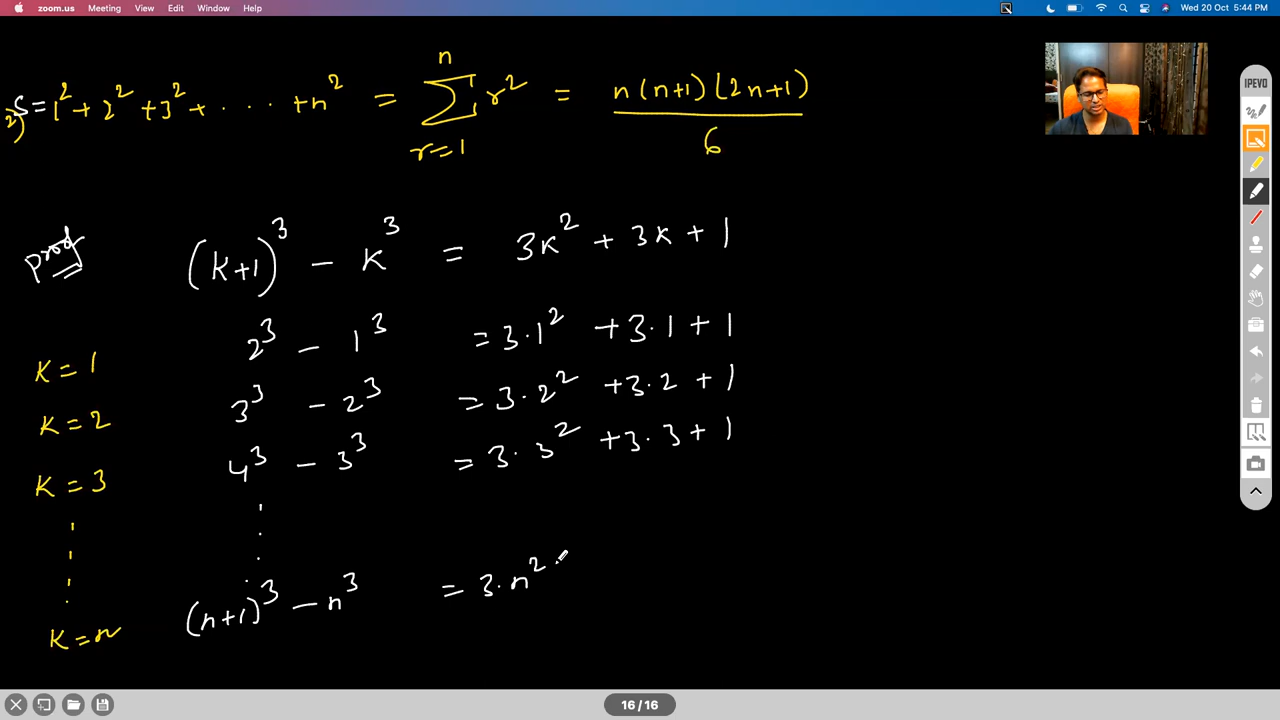 zoom.us Meeting View Edit Window Help Wed 20 Oct 5:44 PM
IPEVO
2) S = 1² + 2² + 3² + . . . . + n² = ∑_{r=1}^{n} r² = n(n+1)(2n+1) / 6
proof (K+1)³ − K³ = 3K² + 3K + 1
K = 1 2³ − 1³ = 3·1² + 3·1 + 1
K = 2 3³ − 2³ = 3·2² + 3·2 + 1
K = 3 4³ − 3³ = 3·3² + 3·3 + 1
K = n (n+1)³ − n³ = 3·n²
16/16